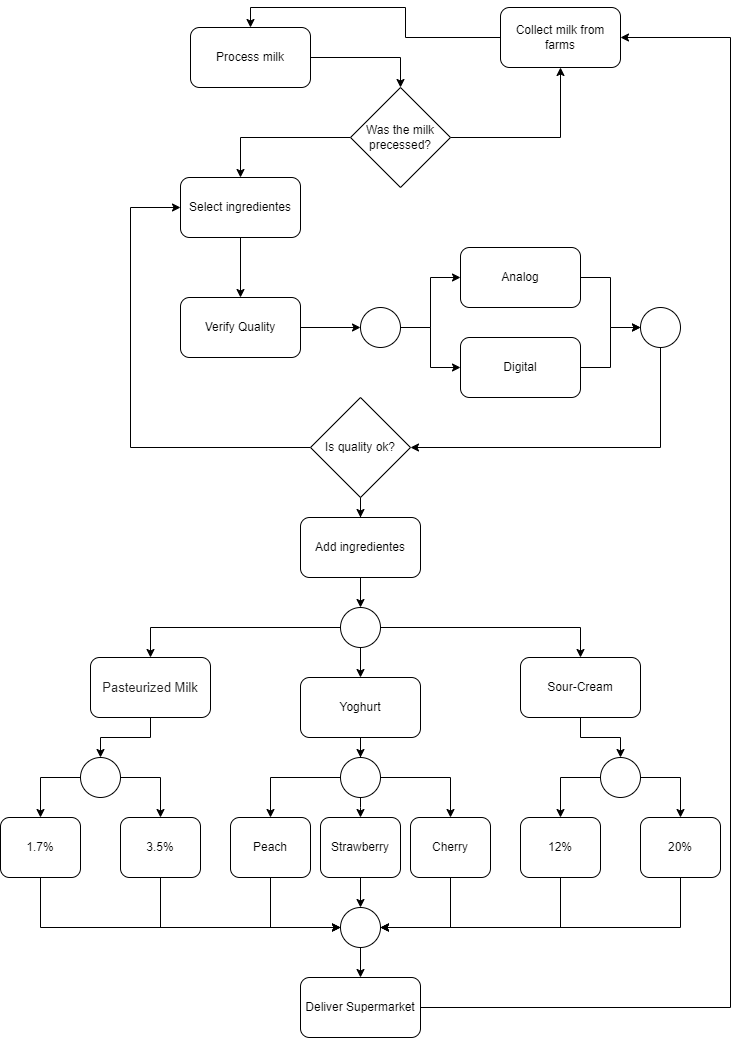 Collect milk from
farms
Process milk
Was the milk
precessed?
Select ingredientes
Analog
Verify Quality
Digital
Is quality ok?
Add ingredientes
Pasteurized Milk
Yoghurt
Sour-Cream
1.7%
3.5%
Peach
Strawberry
Cherry
12%
20%
Deliver Supermarket